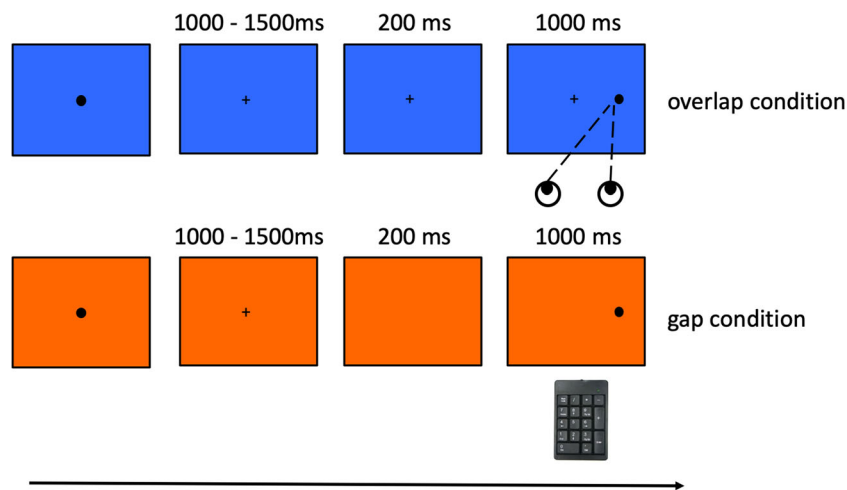 1000 - 1500ms 200 ms 1000 ms
overlap condition
1000 - 1500ms 200 ms 1000 ms
gap condition